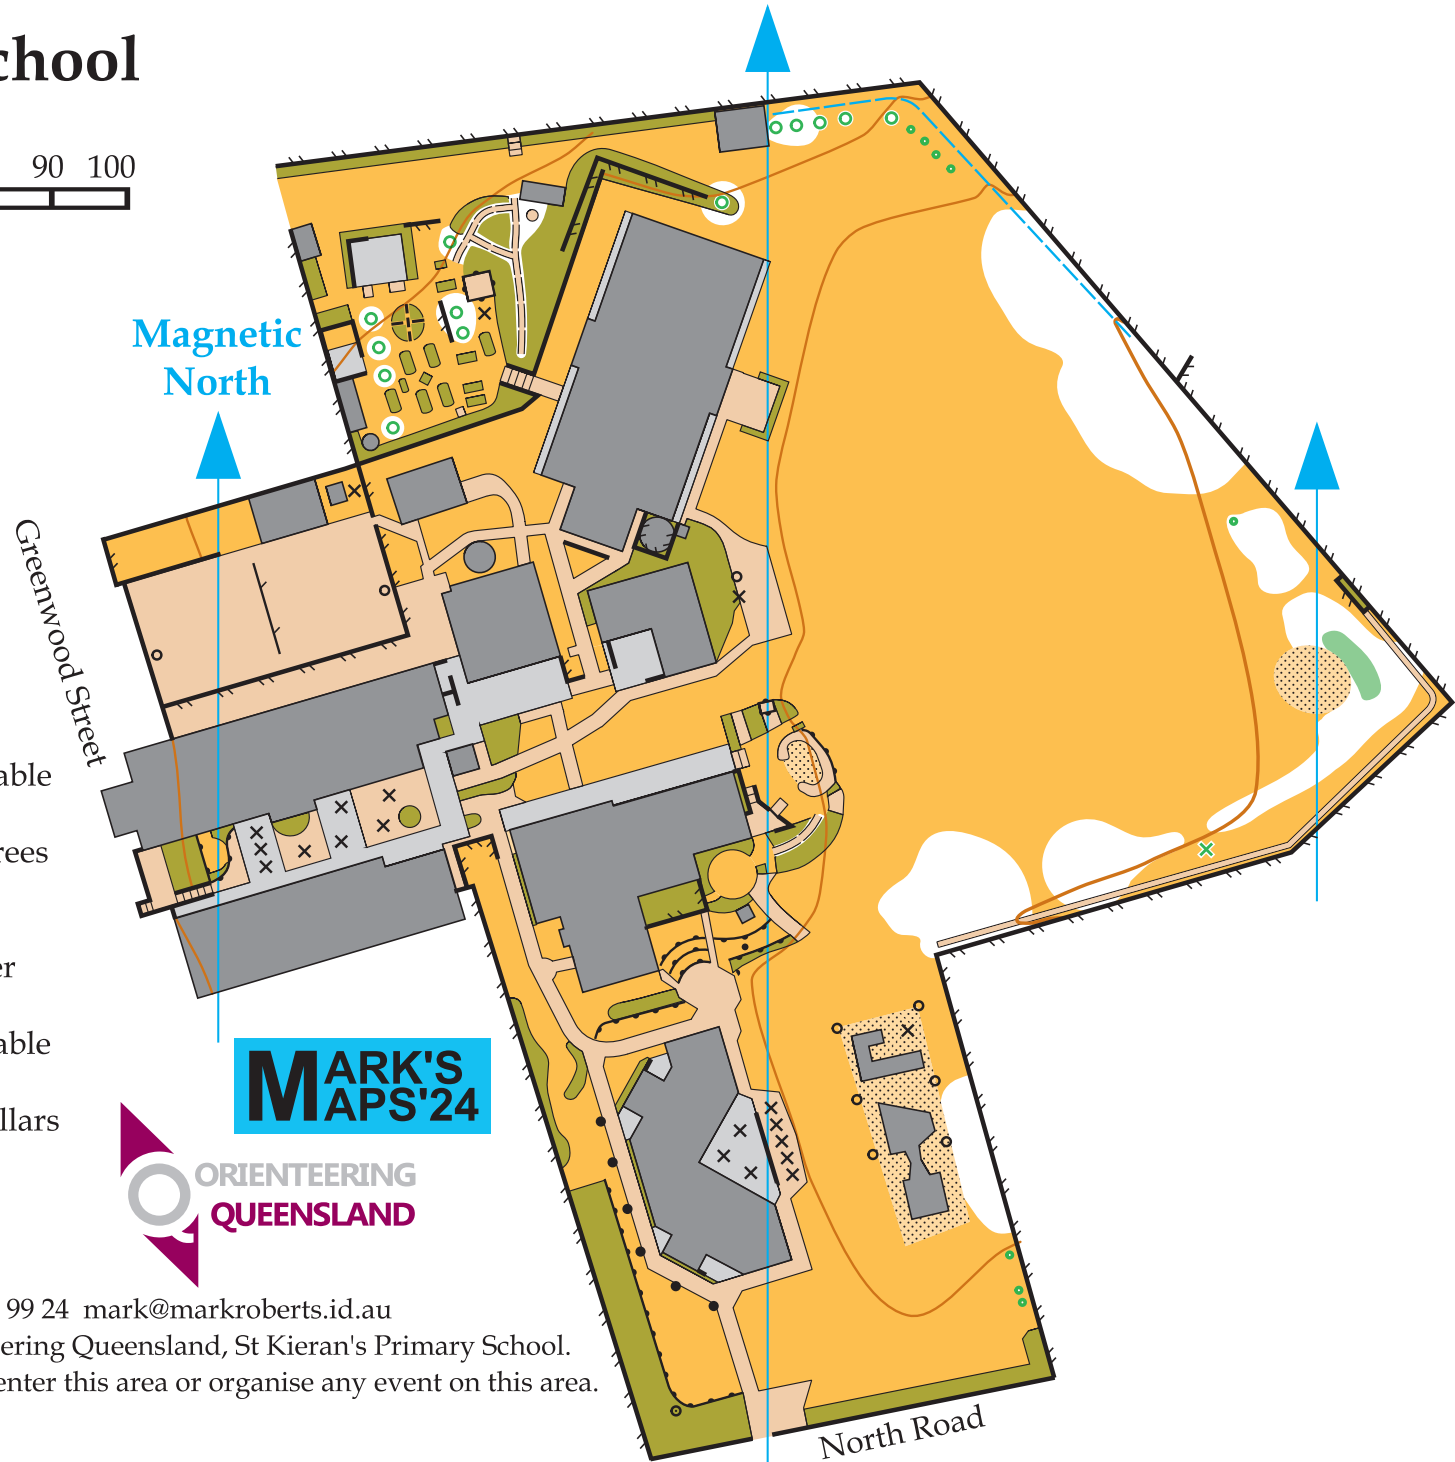 chool
90 100
Magnetic
North
Greenwood Street
able
rees
er
able
llars
MARK'S
MAPS'24
ORIENTEERING
QUEENSLAND
99 24 mark@markroberts.id.au
ering Queensland, St Kieran's Primary School.
enter this area or organise any event on this area.
North Road